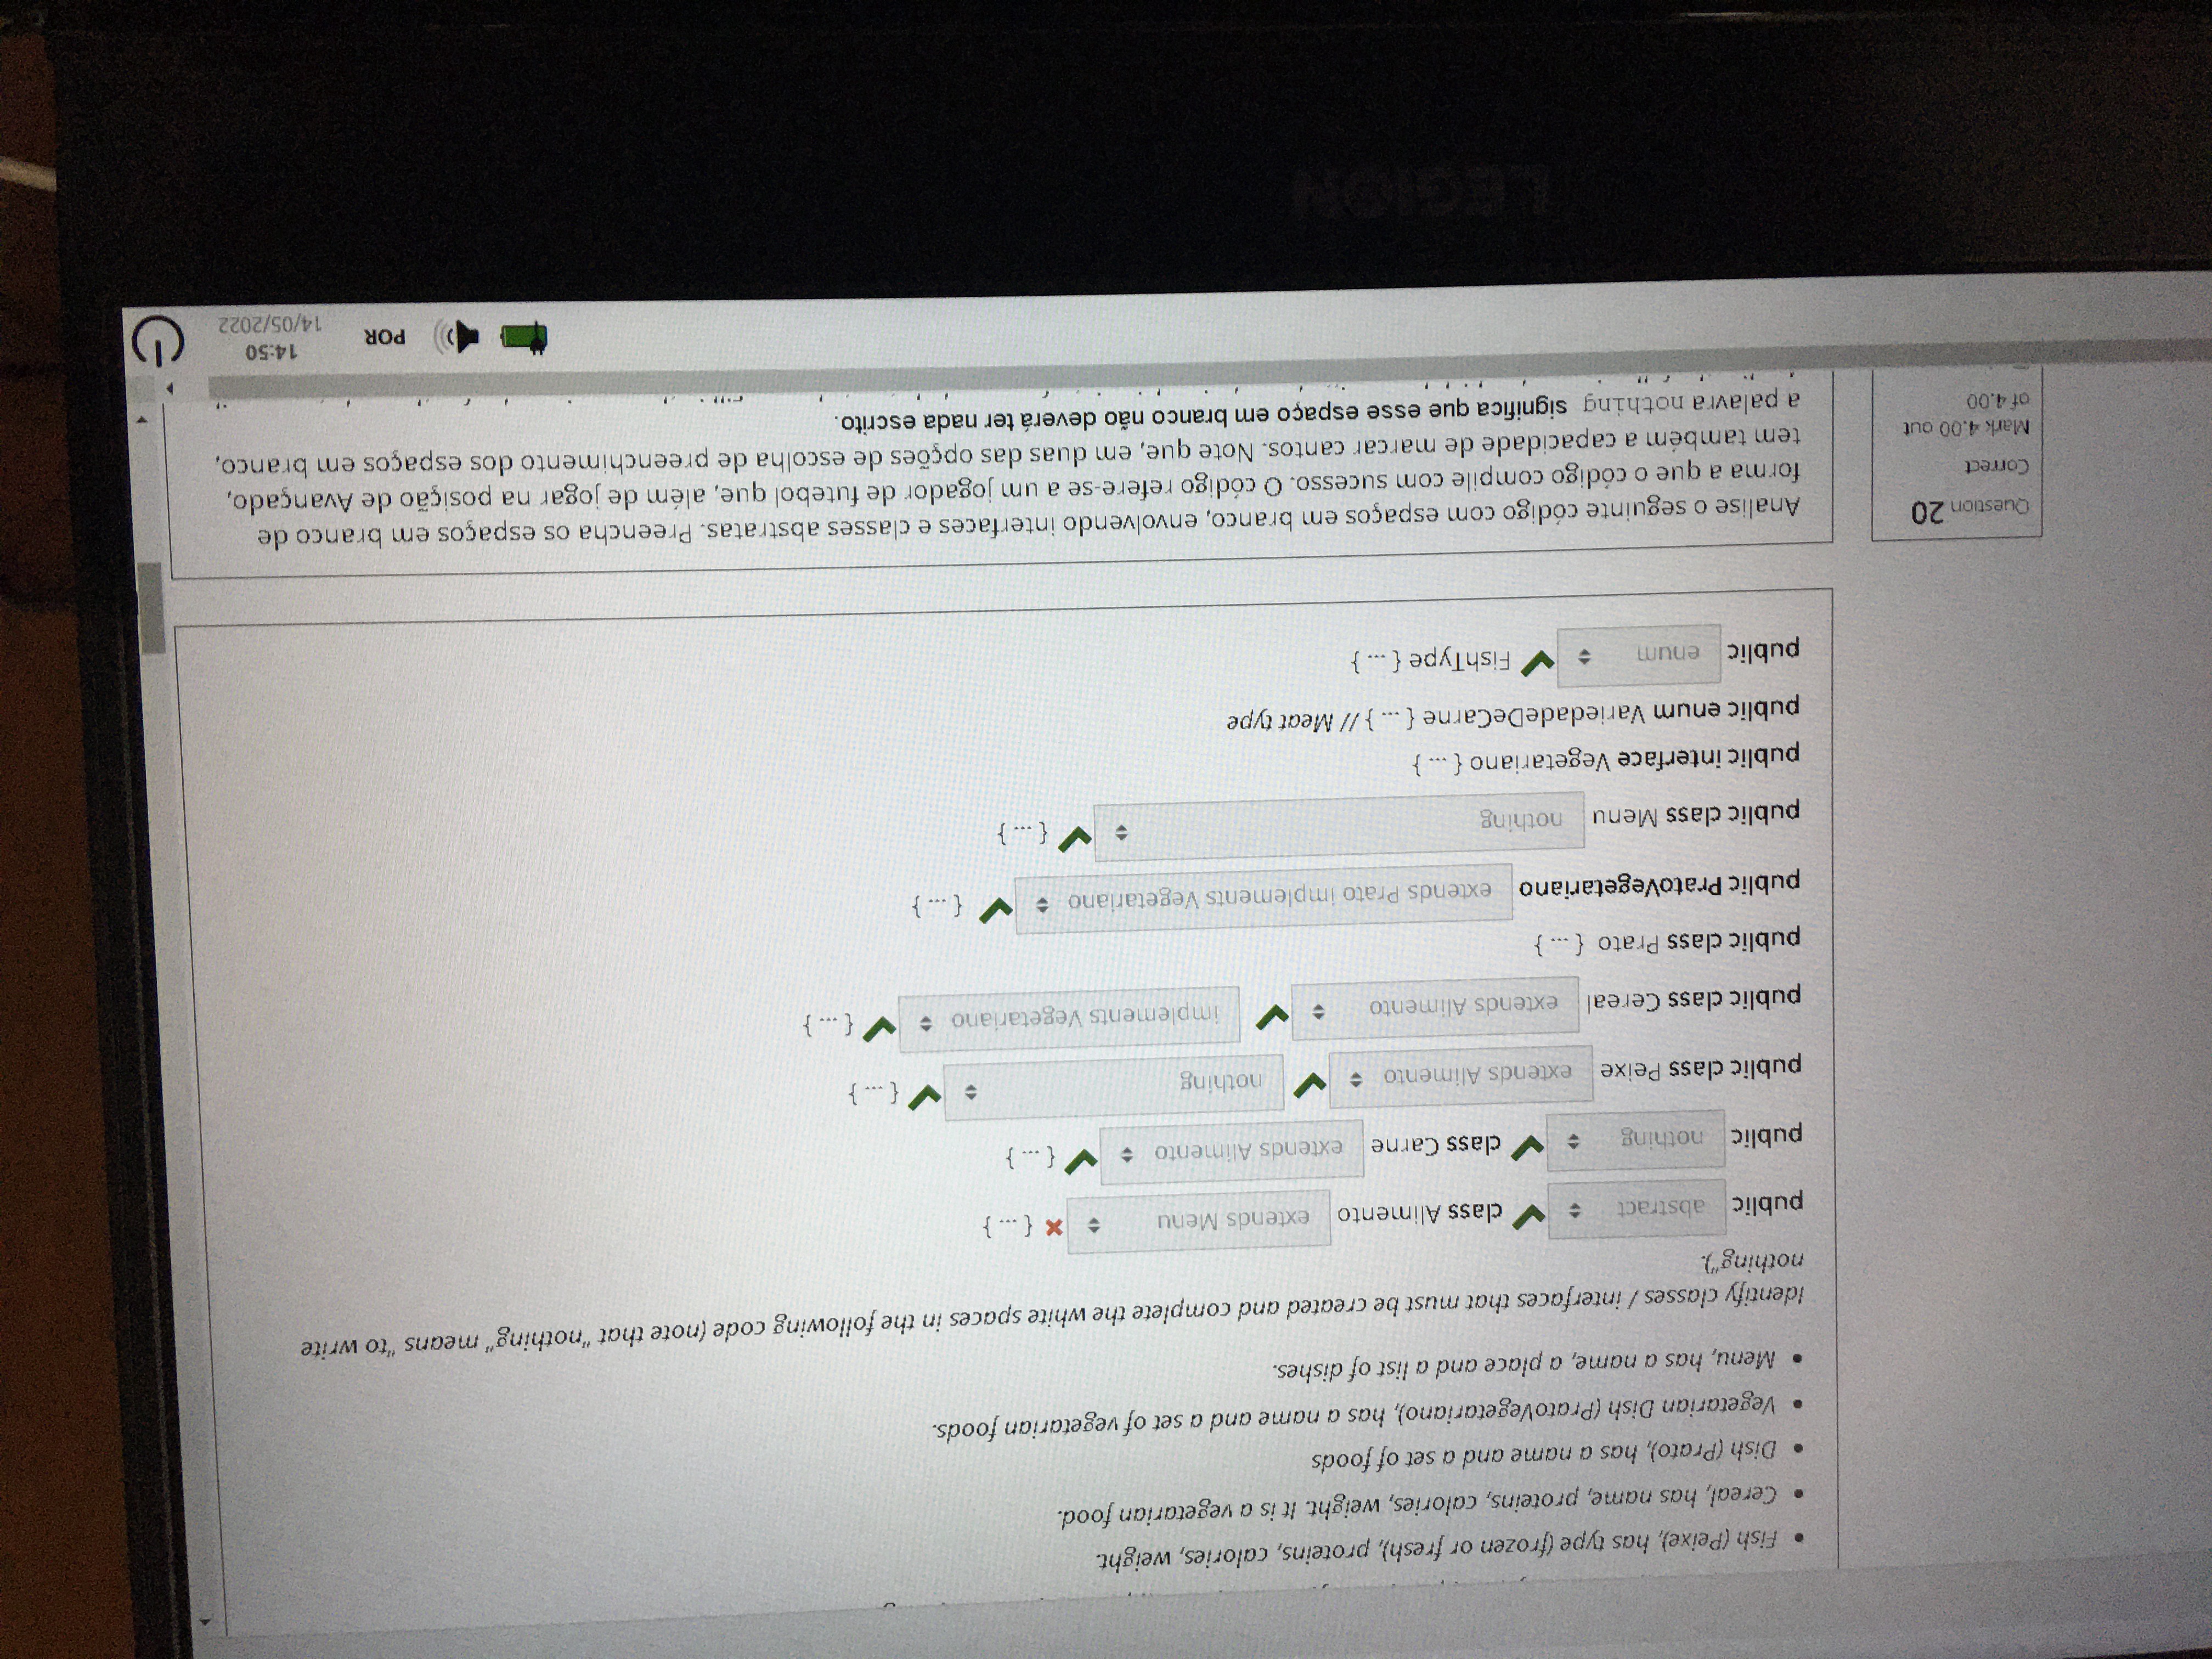 • Fish (Peixe), has type (frozen or fresh), proteins, calories, weight.
• Cereal, has name, proteins, calories, weight. It is a vegetarian food.
• Dish (Prato), has a name and a set of foods
• Vegetarian Dish (PratoVegetariano), has a name and a set of vegetarian foods.
• Menu, has a name, a place and a list of dishes.
Identify classes / interfaces that must be created and complete the white spaces in the following code (note that "nothing" means "to write
nothing").
public abstract class Alimento extends Menu { ... }
public nothing class Carne extends Alimento { ... }
public class Peixe extends Alimento nothing { ... }
public class Cereal extends Alimento implements Vegetariano { ... }
public class Prato { ... }
public PratoVegetariano extends Prato implements Vegetariano { ... }
public class Menu nothing { ... }
public interface Vegetariano { ... }
public enum VariedadeDeCarne { ... } // Meat type
public enum FishType { ... }
Question 20
Correct
Mark 4.00 out
of 4.00
Analise o seguinte código com espaços em branco, envolvendo interfaces e classes abstratas. Preencha os espaços em branco de
forma a que o código compile com sucesso. O código refere-se a um jogador de futebol que, além de jogar na posição de Avançado,
tem também a capacidade de marcar cantos. Note que, em duas das opções de escolha de preenchimento dos espaços em branco,
a palavra nothing significa que esse espaço em branco não deverá ter nada escrito.
POR
14:50
14/05/2022
LEGION